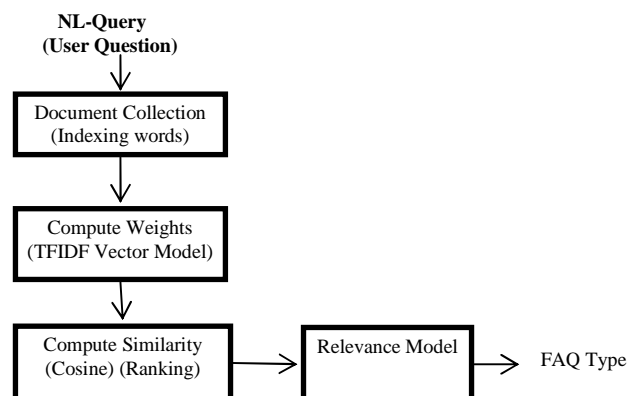 NL-Query
(User Question)
Document Collection
(Indexing words)
Compute Weights
(TFIDF Vector Model)
Compute Similarity
(Cosine) (Ranking)
Relevance Model
FAQ Type